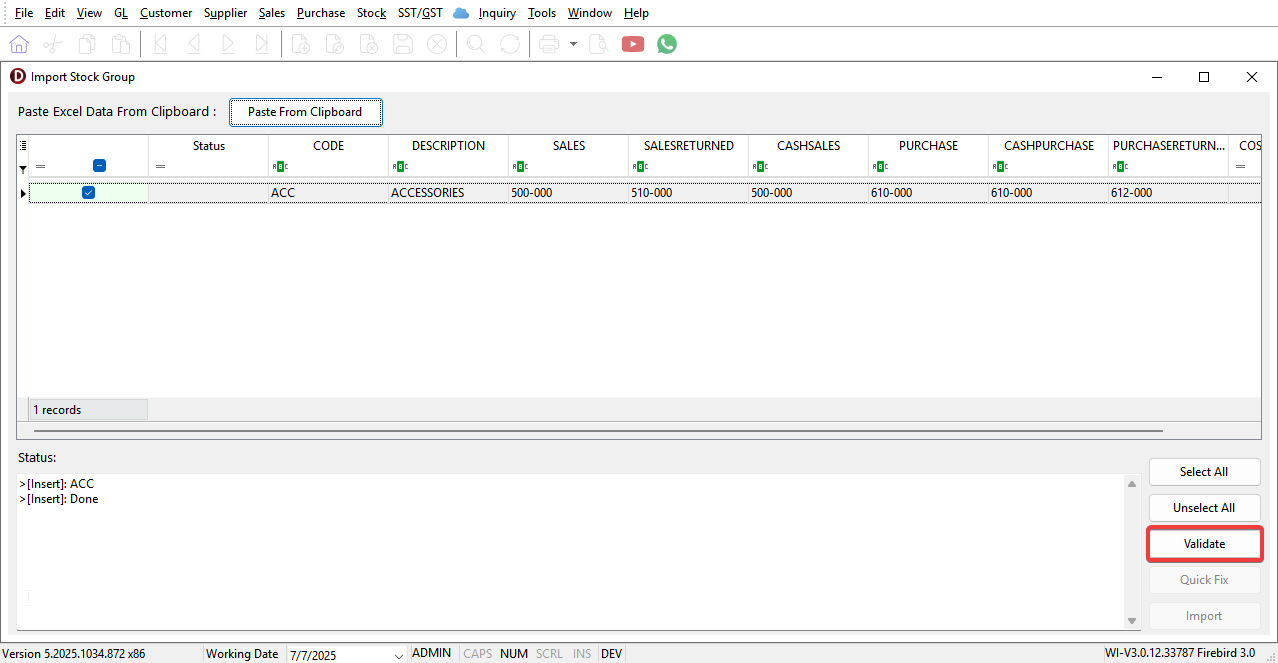 File Edit View GL Customer Supplier Sales Purchase Stock SST/GST Inquiry Tools Window Help
Import Stock Group
Paste Excel Data From Clipboard : Paste From Clipboard
Status CODE DESCRIPTION SALES SALESRETURNED CASHSALES PURCHASE CASHPURCHASE PURCHASERETURN... COS
ACC ACCESSORIES 500-000 510-000 500-000 610-000 610-000 612-000
1 records
Status:
>[Insert]: ACC
>[Insert]: Done
Select All
Unselect All
Validate
Quick Fix
Import
Version 5.2025.1034.872 x86 Working Date 7/7/2025 ADMIN CAPS NUM SCRL INS DEV WI-V3.0.12.33787 Firebird 3.0